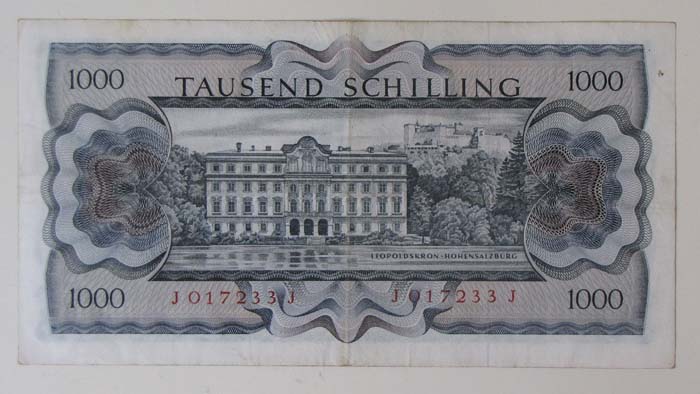 1000 TAUSEND SCHILLING 1000
LEOPOLDSKRON-HOHENSALZBURG
1000 J 017233 J J 017233 J 1000